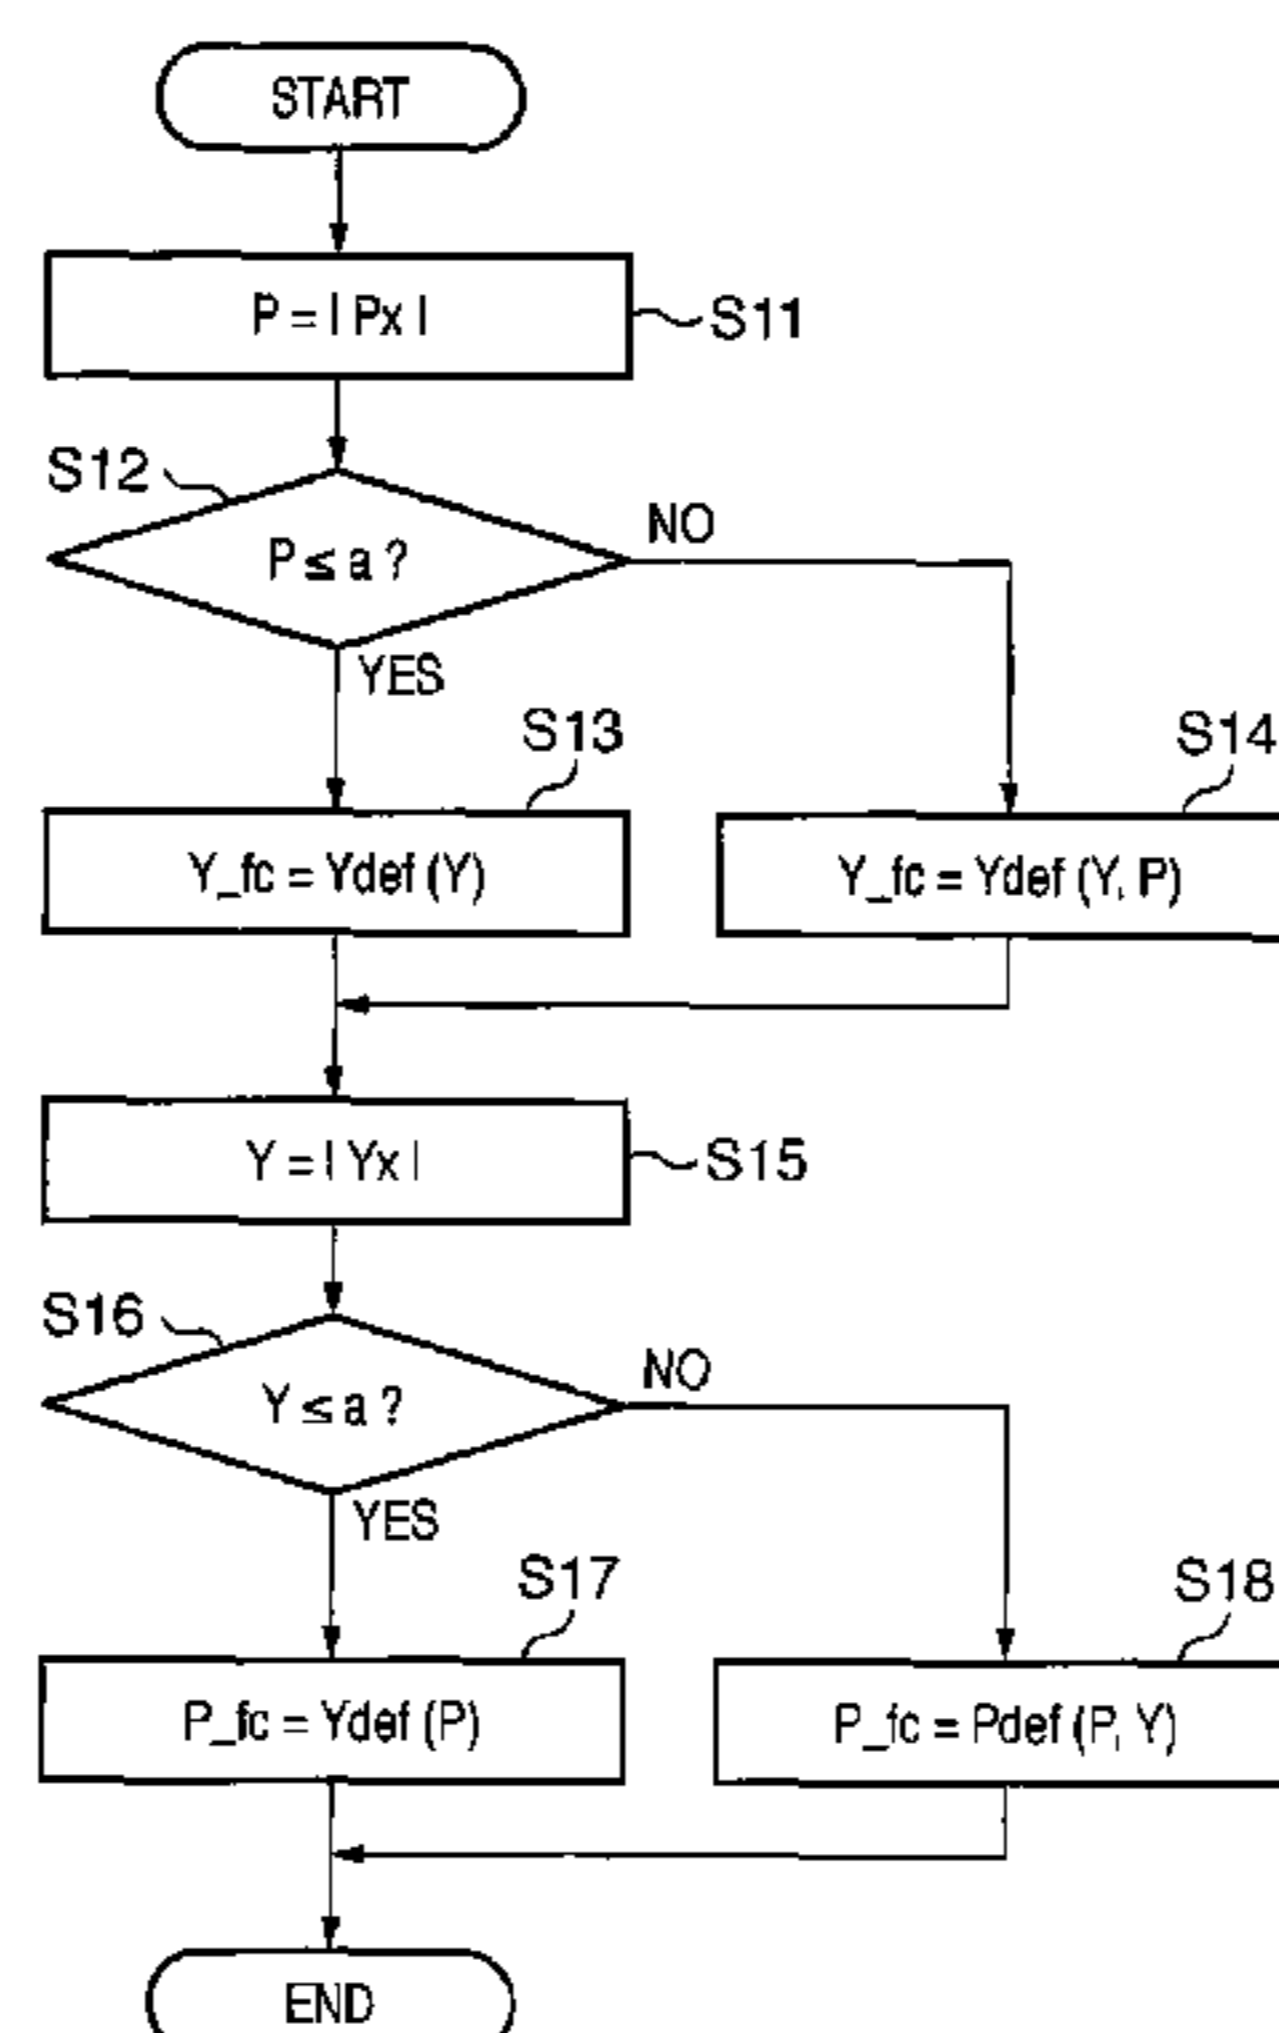 START
P = | Px |
S11
S12
P ≤ a ?
NO
YES
S13
S14
Y_fc = Ydef (Y)
Y_fc = Ydef (Y, P)
Y = | Yx |
S15
S16
Y ≤ a ?
NO
YES
S17
S18
P_fc = Ydef (P)
P_fc = Pdef (P, Y)
END